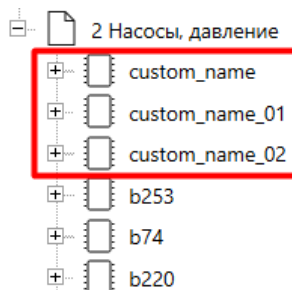 2 Насосы, давление
custom_name
custom_name_01
custom_name_02
b253
b74
b220